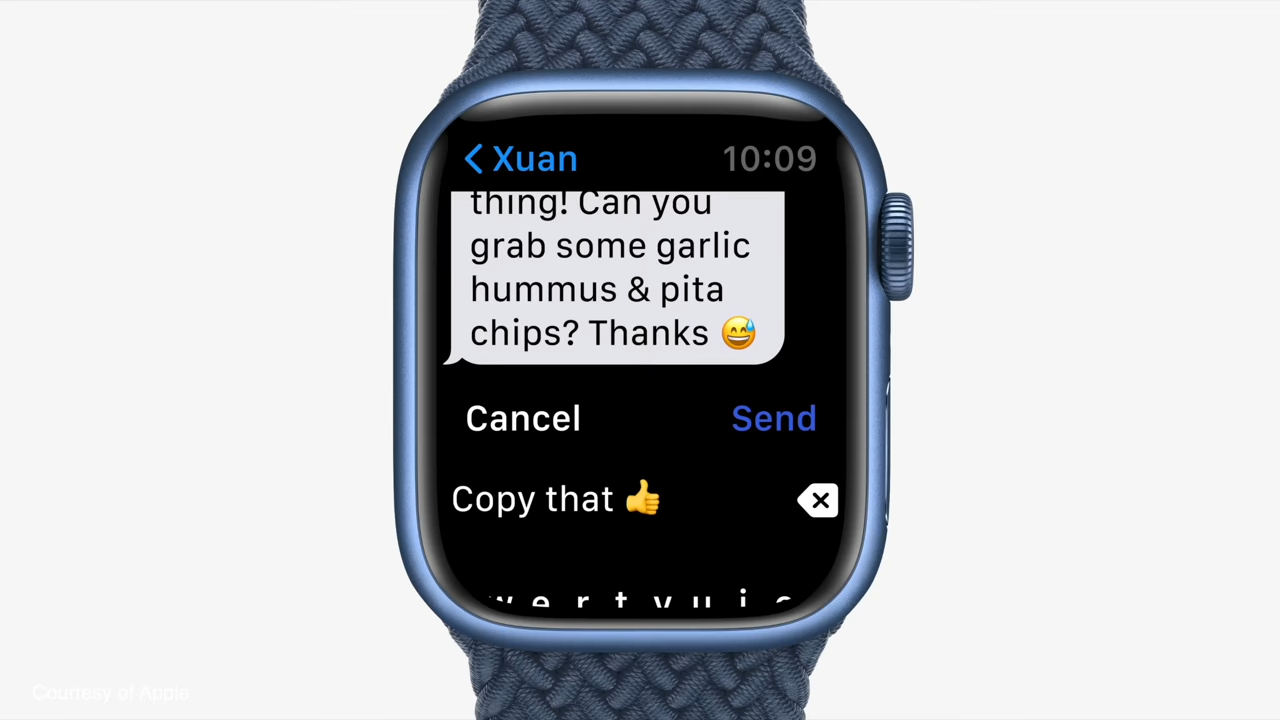 Xuan 10:09
thing! Can you
grab some garlic
hummus & pita
chips? Thanks 😅
Cancel Send
Copy that 👍
w e r t y u i o
Courtesy of Apple